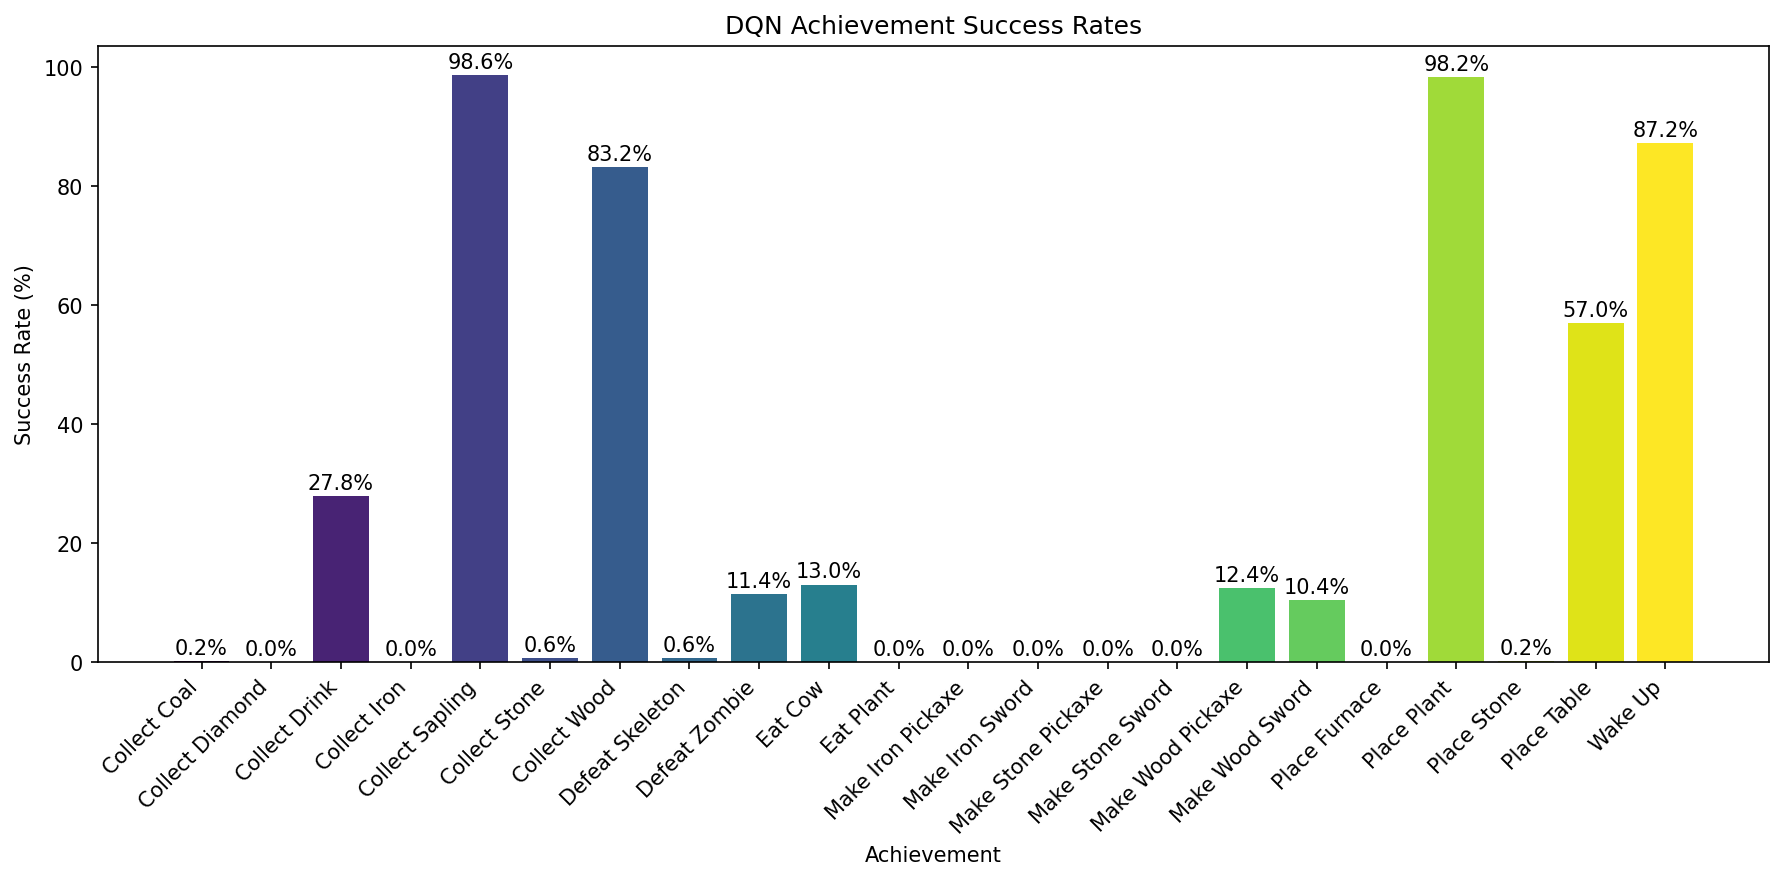 DQN Achievement Success Rates
Success Rate (%)
100
80
60
40
20
0
0.2%
0.0%
27.8%
0.0%
98.6%
0.6%
83.2%
0.6%
11.4%
13.0%
0.0%
0.0%
0.0%
0.0%
0.0%
12.4%
10.4%
0.0%
98.2%
0.2%
57.0%
87.2%
Collect Coal
Collect Diamond
Collect Drink
Collect Iron
Collect Sapling
Collect Stone
Collect Wood
Defeat Skeleton
Defeat Zombie
Eat Cow
Eat Plant
Make Iron Pickaxe
Make Iron Sword
Make Stone Pickaxe
Make Stone Sword
Make Wood Pickaxe
Make Wood Sword
Place Furnace
Place Plant
Place Stone
Place Table
Wake Up
Achievement